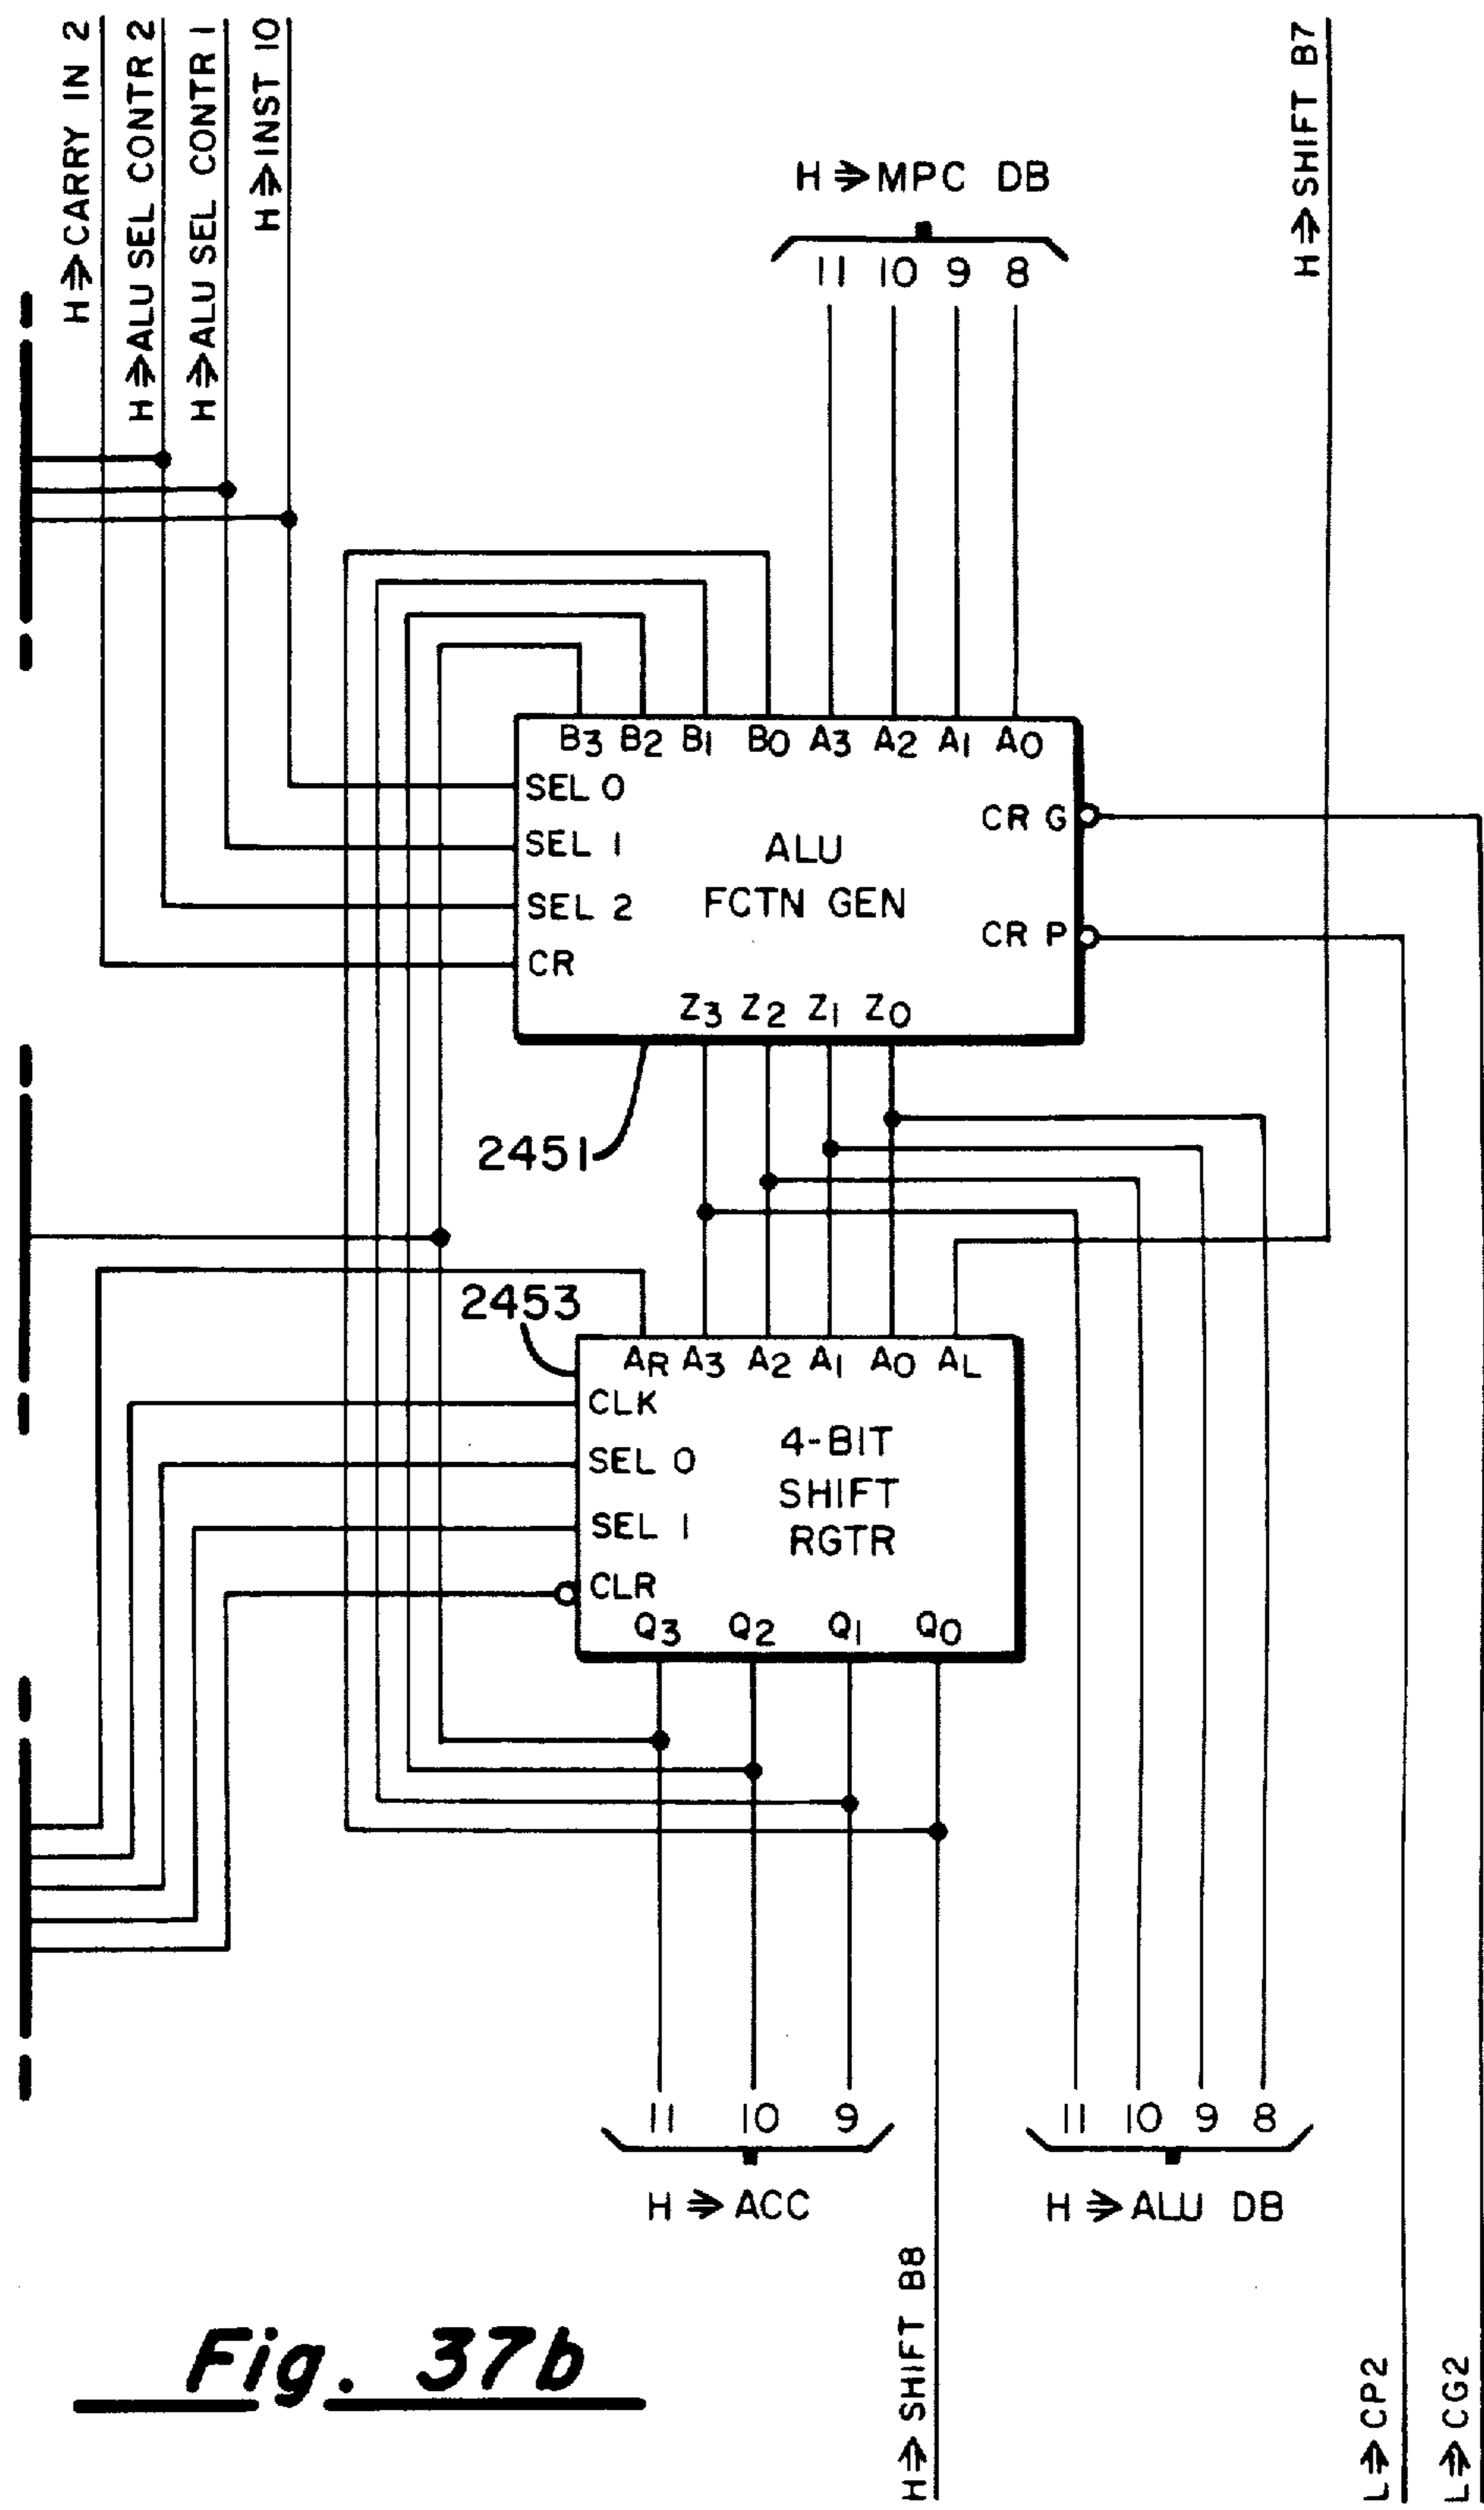 H⇒CARRY IN 2
H⇒ALU SEL CONTR 2
H⇒ALU SEL CONTR 1
H⇒INST 10
H⇒SHIFT B7
H⇒MPC DB
11 10 9 8
B3 B2 B1 B0 A3 A2 A1 A0
SEL 0
SEL 1
SEL 2
CR
CR G
CR P
ALU
FCTN GEN
Z3 Z2 Z1 Z0
2451
2453
AR A3 A2 A1 A0 AL
CLK
SEL 0
SEL 1
CLR
4-BIT
SHIFT
RGTR
Q3 Q2 Q1 Q0
11 10 9
H⇒ACC
11 10 9 8
H⇒ALU DB
H⇒SHIFT B8
L⇒CP2
L⇒CG2
Fig. 37b